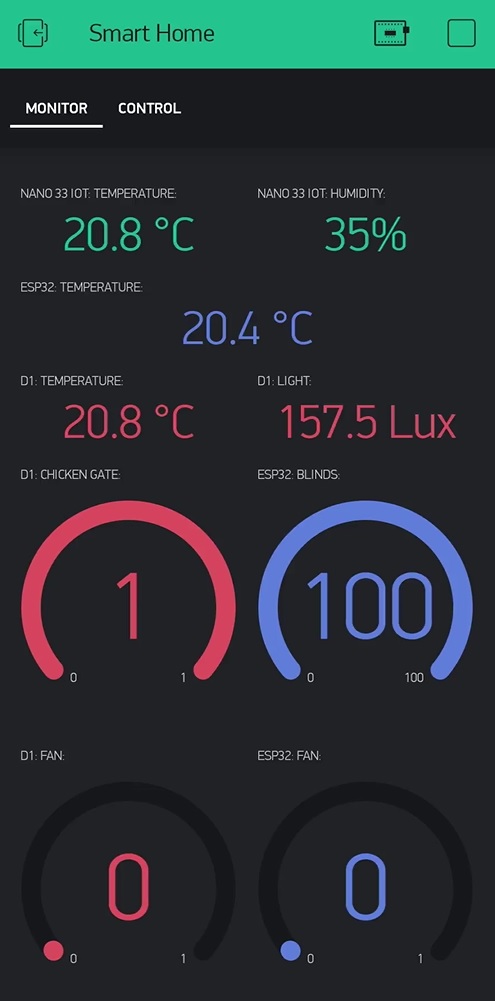 Smart Home
MONITOR CONTROL
NANO 33 IOT: TEMPERATURE: NANO 33 IOT: HUMIDITY:
20.8 °C 35%
ESP32: TEMPERATURE:
20.4 °C
D1: TEMPERATURE: D1: LIGHT:
20.8 °C 157.5 Lux
D1: CHICKEN GATE: ESP32: BLINDS:
1 100
0 1 0 100
D1: FAN: ESP32: FAN:
0 0
0 1 0 1